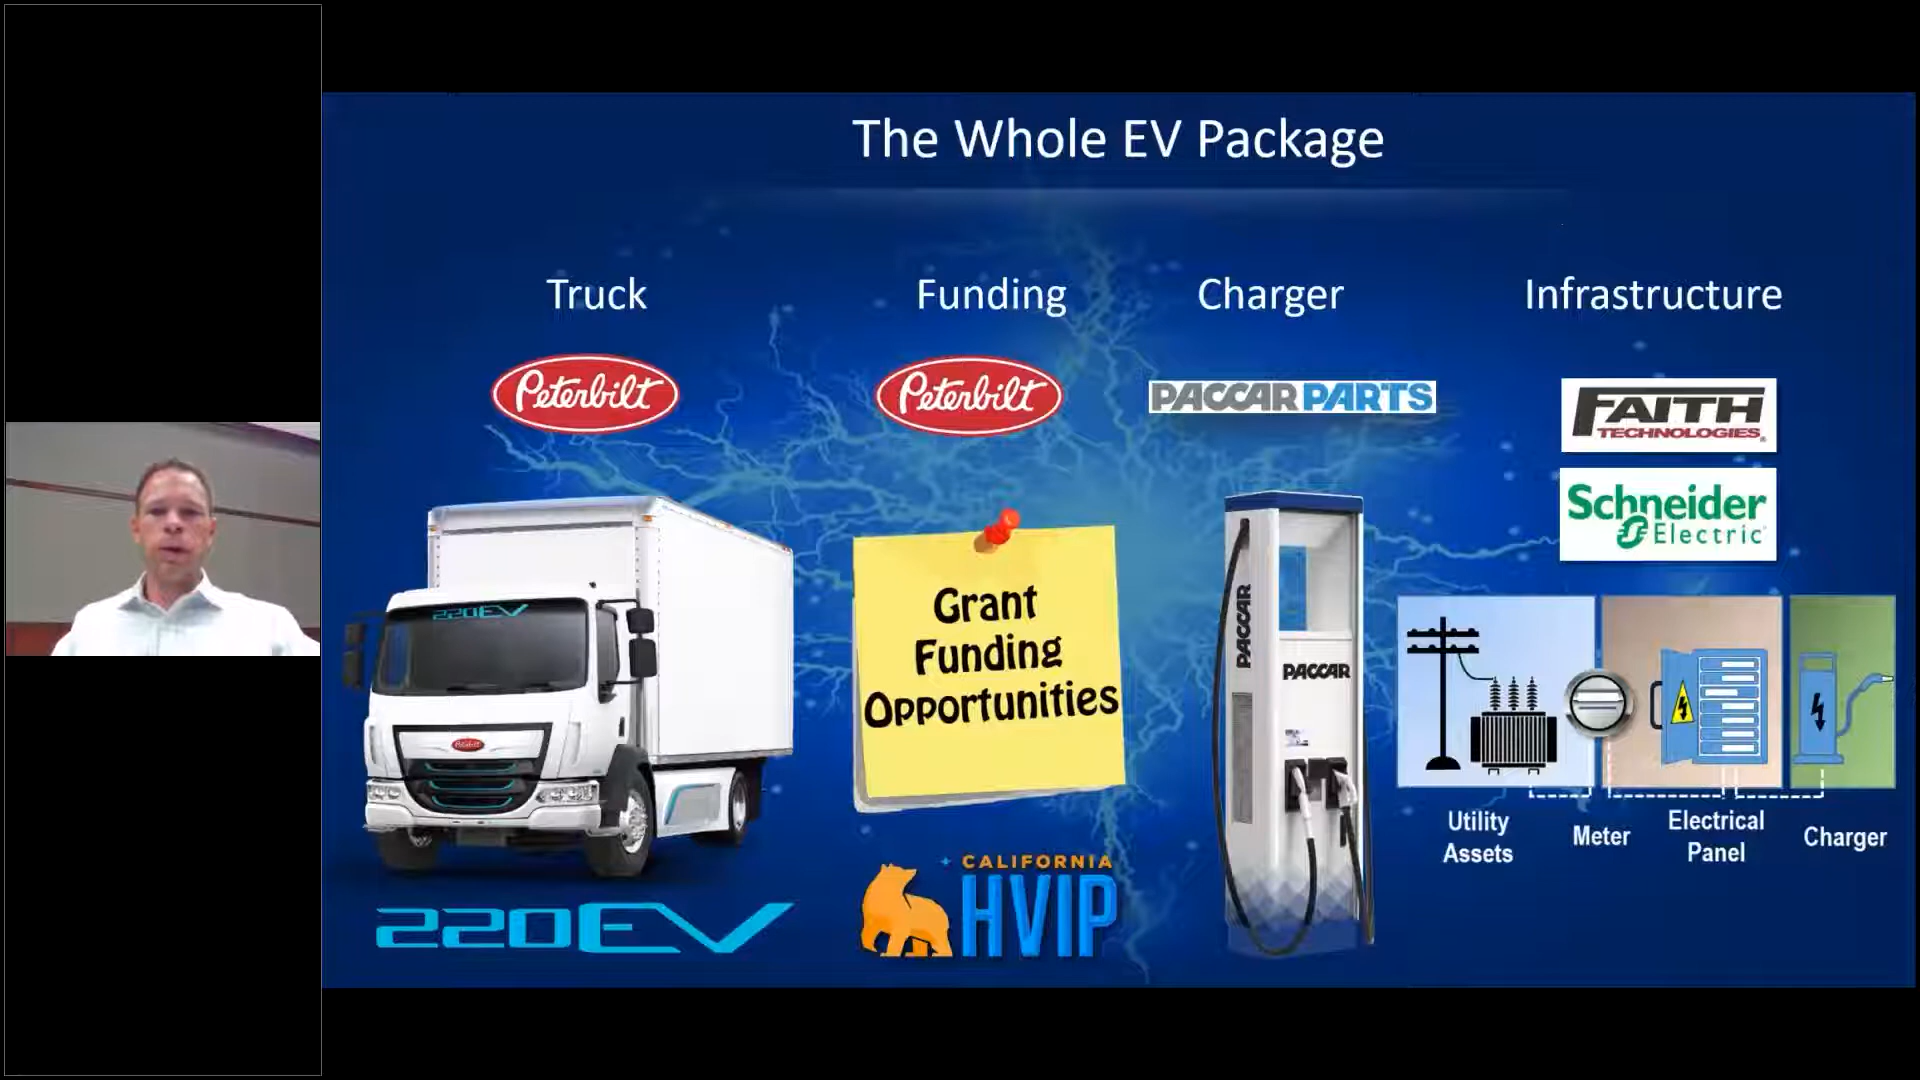 The Whole EV Package
Truck
Funding
Charger
Infrastructure
Peterbilt
Peterbilt
PACCAR PARTS
FAITH
TECHNOLOGIES
Schneider
Electric
220EV
Peterbilt
220EV
Grant
Funding
Opportunities
CALIFORNIA
HVIP
PACCAR
PACCAR
Utility
Assets
Meter
Electrical
Panel
Charger